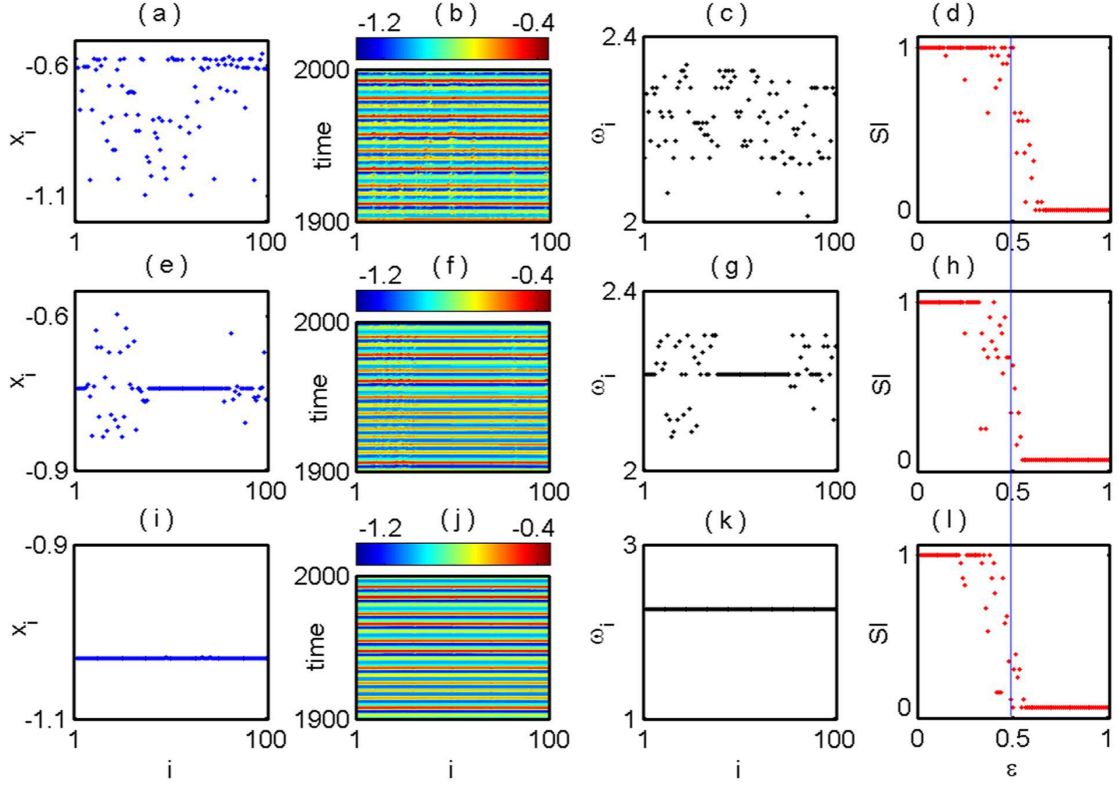 ( a ) ( b ) ( c ) ( d )
-1.2 -0.4
-0.6 2000 2.4 1
x_i time ω_i SI
-1.1 1900 2 0
1 100 1 100 1 100 0 0.5 1
( e ) ( f ) ( g ) ( h )
-1.2 -0.4
-0.6 2000 2.4 1
x_i time ω_i SI
-0.9 1900 2 0
1 100 1 100 1 100 0 0.5 1
( i ) ( j ) ( k ) ( l )
-1.2 -0.4
-0.9 2000 3 1
x_i time ω_i SI
-1.1 1900 1 0
1 100 1 100 1 100 0 0.5 1
i i i ε